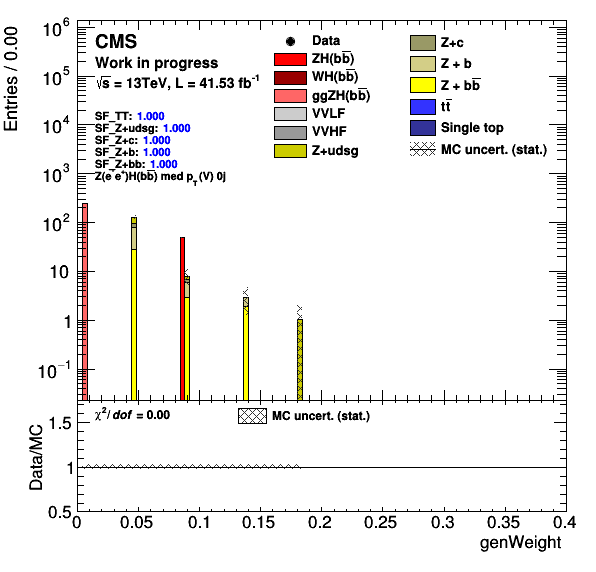 CMS
Work in progress
√s = 13TeV, L = 41.53 fb⁻¹
SF_TT: 1.000
SF_Z+udsg: 1.000
SF_Z+c: 1.000
SF_Z+b: 1.000
SF_Z+bb: 1.000
Z(e⁻e⁺)H(bb̅) med p_T(V) 0j
Data
ZH(bb̅)
WH(bb̅)
ggZH(bb̅)
VVLF
VVHF
Z+udsg
Z+c
Z + b
Z + bb̅
tt̅
Single top
MC uncert. (stat.)
Entries / 0.00
10⁶
10⁵
10⁴
10³
10²
10
1
10⁻¹
χ²/dof = 0.00
MC uncert. (stat.)
Data/MC
1.5
1
0.5
0 0.05 0.1 0.15 0.2 0.25 0.3 0.35 0.4
genWeight